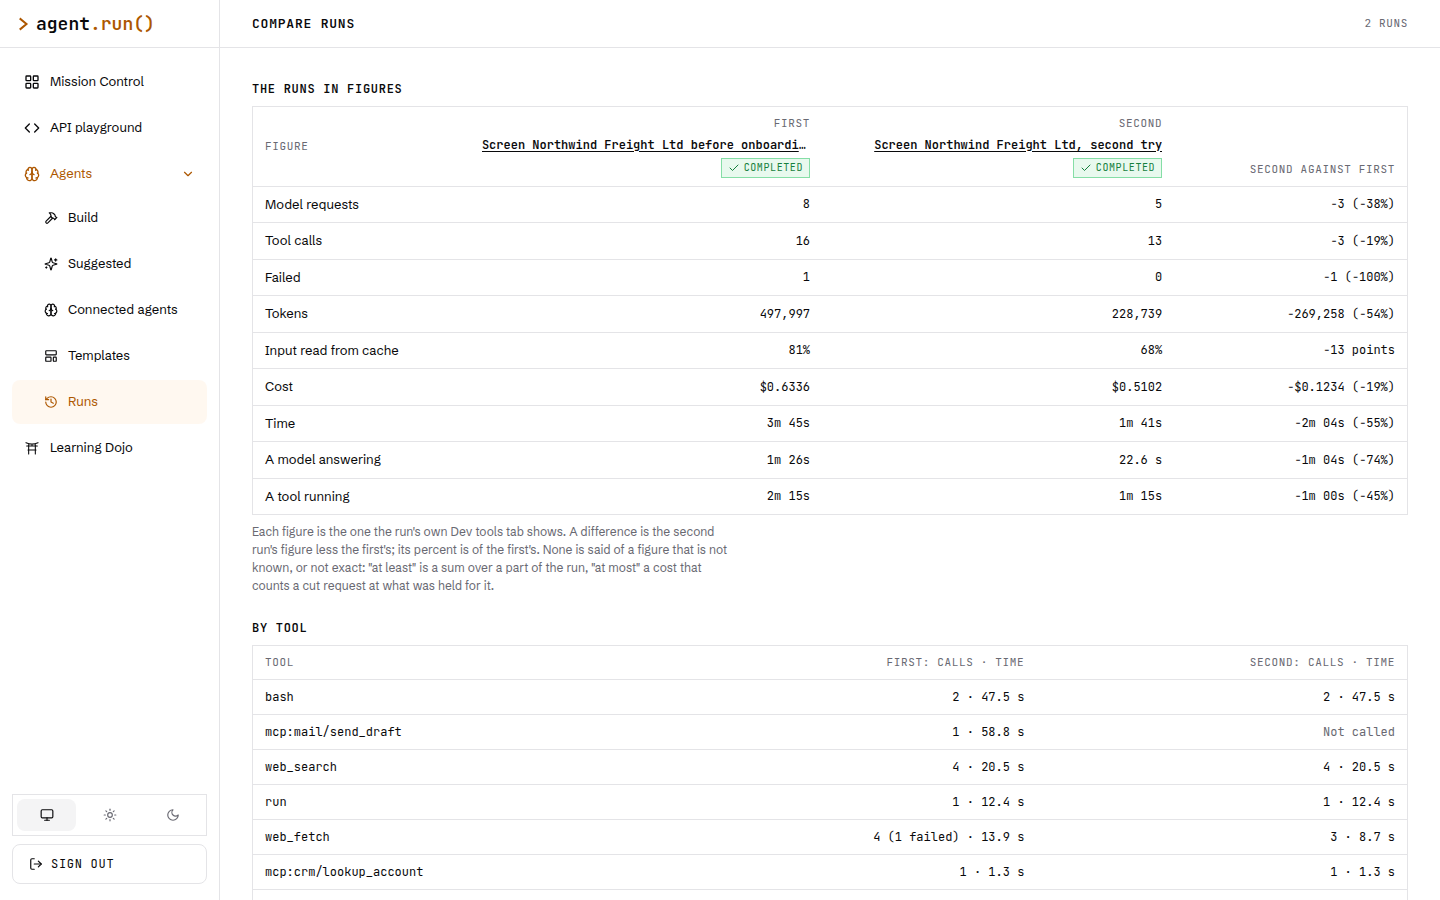 agent.run()
COMPARE RUNS
2 RUNS
Mission Control
API playground
Agents
Build
Suggested
Connected agents
Templates
Runs
Learning Dojo
SIGN OUT
THE RUNS IN FIGURES
FIGURE
FIRST
Screen Northwind Freight Ltd before onboardi…
COMPLETED
SECOND
Screen Northwind Freight Ltd, second try
COMPLETED
SECOND AGAINST FIRST
Model requests 8 5 -3 (-38%)
Tool calls 16 13 -3 (-19%)
Failed 1 0 -1 (-100%)
Tokens 497,997 228,739 -269,258 (-54%)
Input read from cache 81% 68% -13 points
Cost $0.6336 $0.5102 -$0.1234 (-19%)
Time 3m 45s 1m 41s -2m 04s (-55%)
A model answering 1m 26s 22.6 s -1m 04s (-74%)
A tool running 2m 15s 1m 15s -1m 00s (-45%)
Each figure is the one the run's own Dev tools tab shows. A difference is the second
run's figure less the first's; its percent is of the first's. None is said of a figure that is not
known, or not exact: "at least" is a sum over a part of the run, "at most" a cost that
counts a cut request at what was held for it.
BY TOOL
TOOL FIRST: CALLS · TIME SECOND: CALLS · TIME
bash 2 · 47.5 s 2 · 47.5 s
mcp:mail/send_draft 1 · 58.8 s Not called
web_search 4 · 20.5 s 4 · 20.5 s
run 1 · 12.4 s 1 · 12.4 s
web_fetch 4 (1 failed) · 13.9 s 3 · 8.7 s
mcp:crm/lookup_account 1 · 1.3 s 1 · 1.3 s